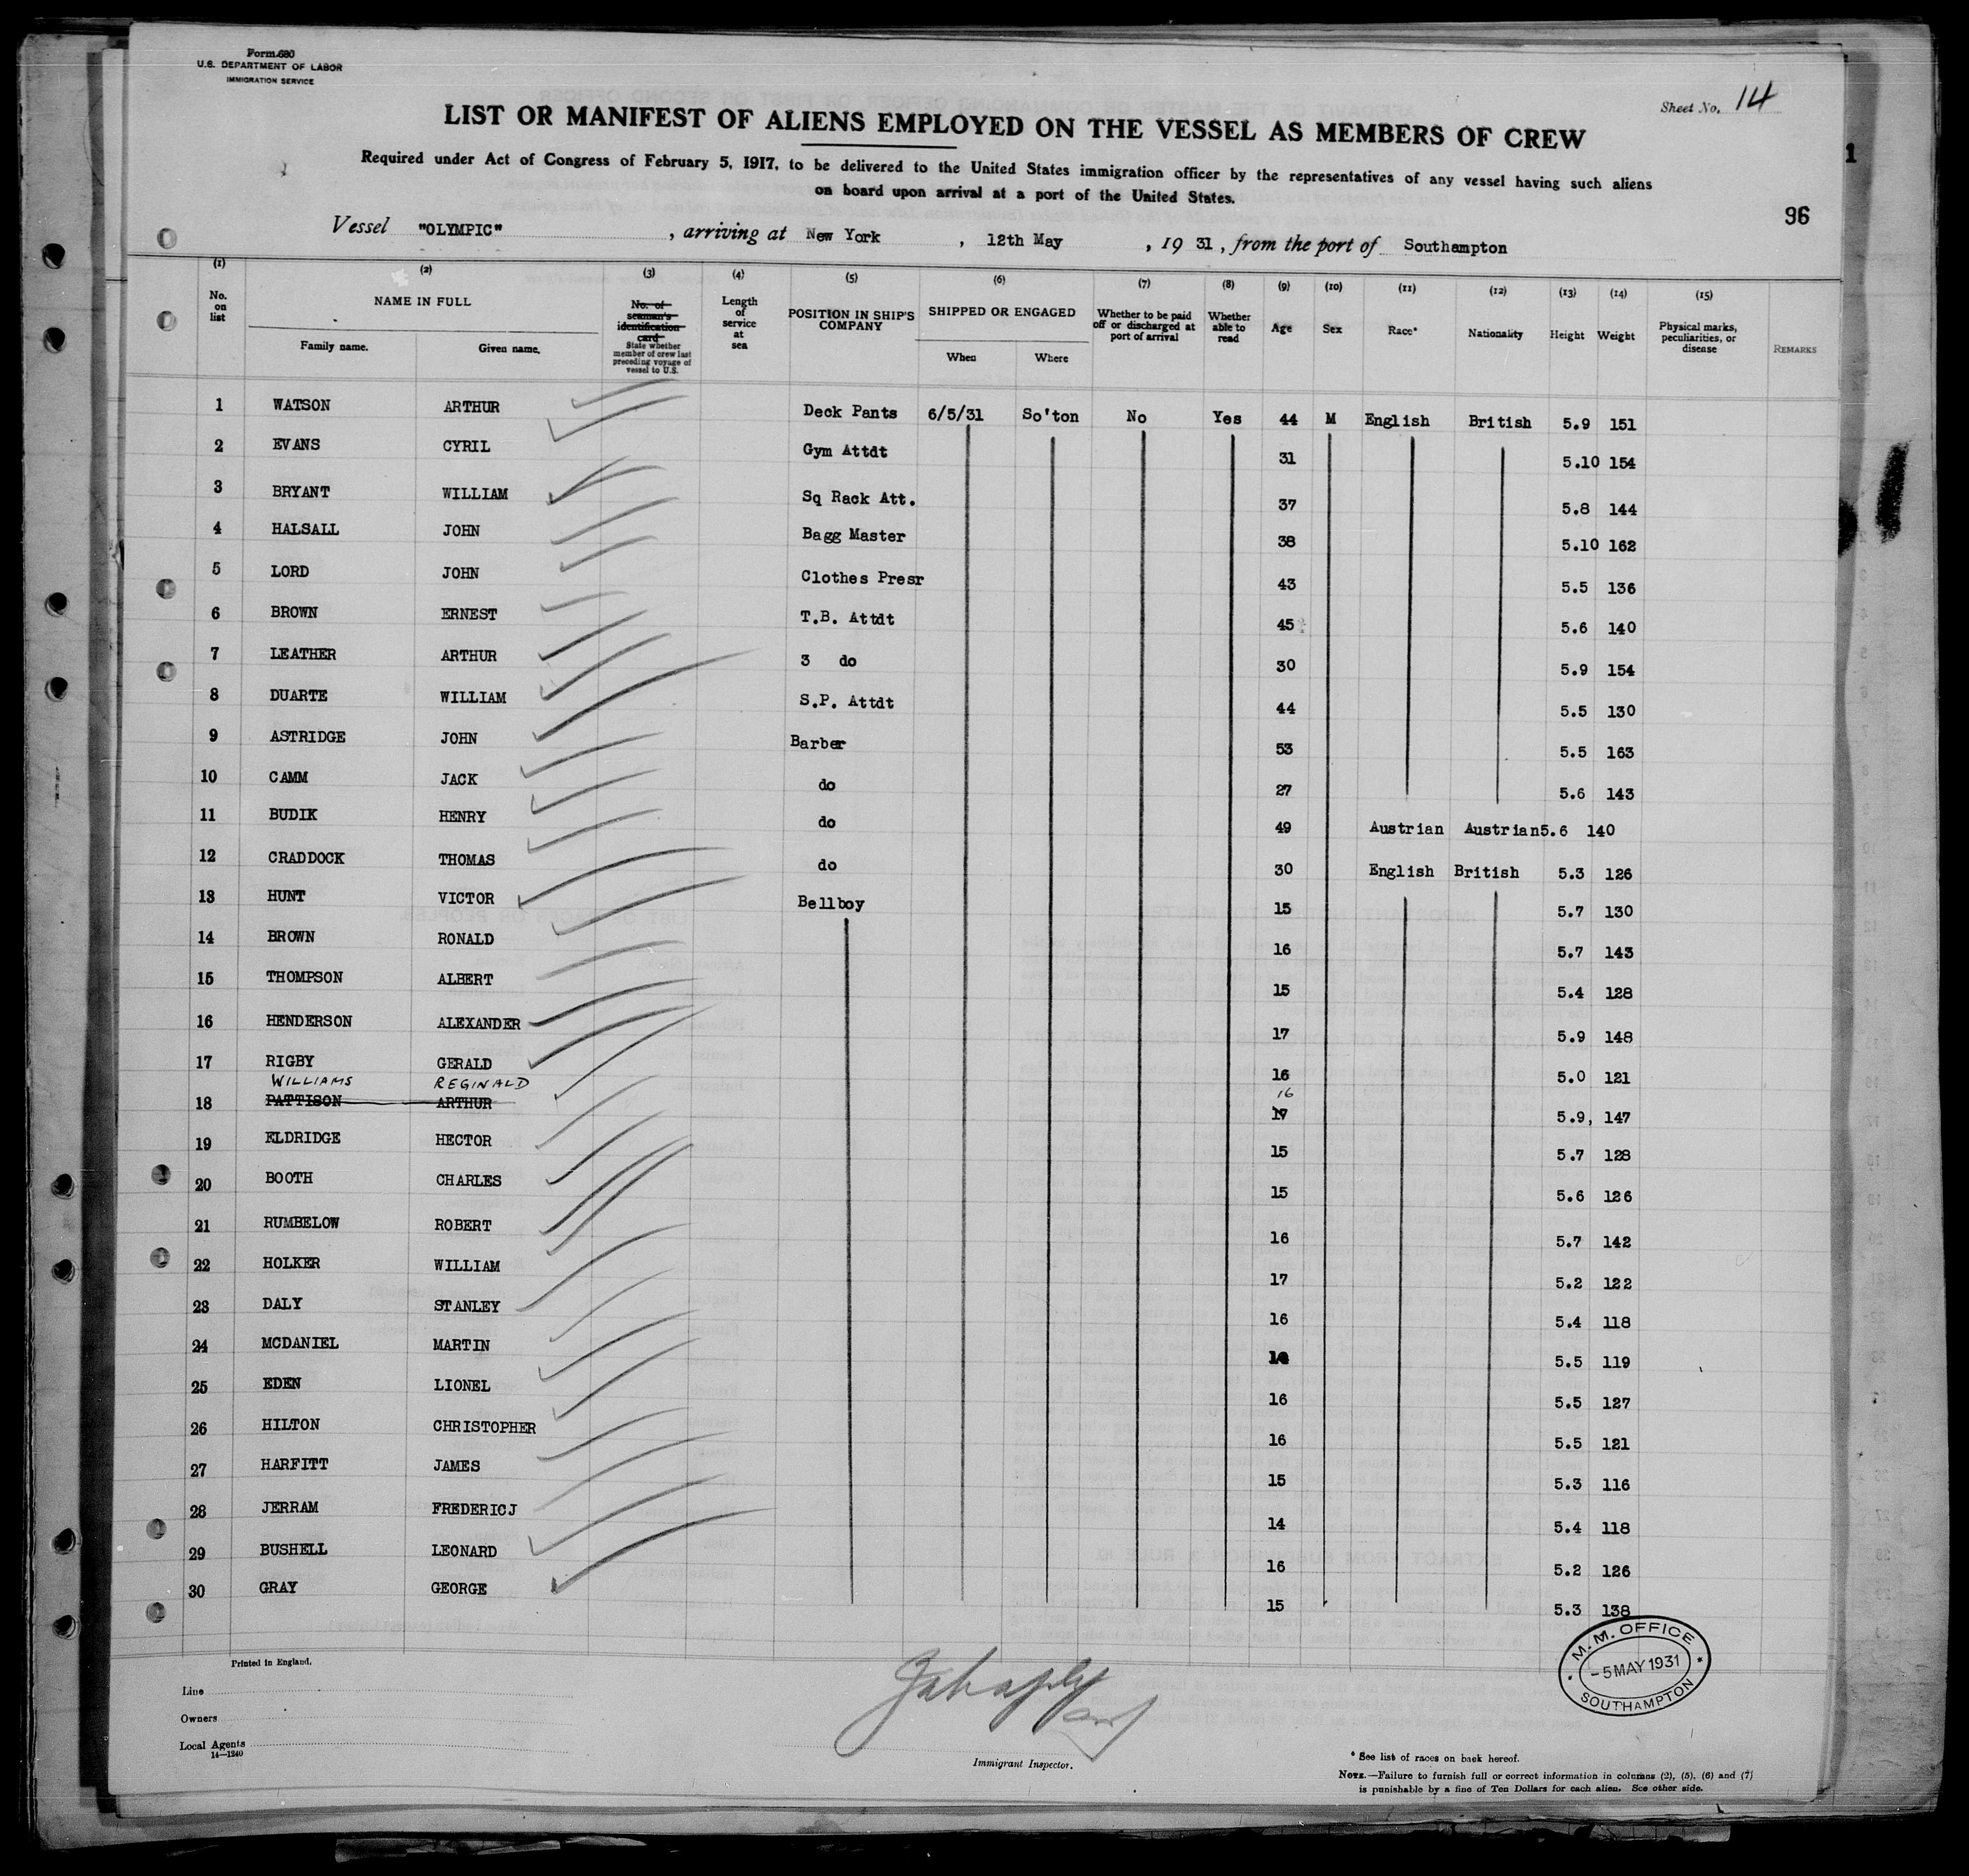 Form 680
U.S. DEPARTMENT OF LABOR
IMMIGRATION SERVICE
Sheet No. 14
LIST OR MANIFEST OF ALIENS EMPLOYED ON THE VESSEL AS MEMBERS OF CREW
Required under Act of Congress of February 5, 1917, to be delivered to the United States immigration officer by the representatives of any vessel having such aliens
on board upon arrival at a port of the United States.
1
96
Vessel "OLYMPIC", arriving at New York, 12th May, 19 31, from the port of Southampton
(1) (2) (3) (4) (5) (6) (7) (8) (9) (10) (11) (12) (13) (14) (15)
No. on list
NAME IN FULL
Family name. Given name.
No. of seaman's identification card
State whether member of crew last preceding voyage of vessel to U.S.
Length of service at sea
POSITION IN SHIP'S COMPANY
SHIPPED OR ENGAGED
When Where
Whether to be paid off or discharged at port of arrival
Whether able to read
Age
Sex
Race*
Nationality
Height
Weight
Physical marks, peculiarities, or disease
REMARKS
1 WATSON ARTHUR Deck Pants 6/5/31 So'ton No Yes 44 M English British 5.9 151
2 EVANS CYRIL Gym Attdt 31 5.10 154
3 BRYANT WILLIAM Sq Rack Att. 37 5.8 144
4 HALSALL JOHN Bagg Master 38 5.10 162
5 LORD JOHN Clothes Presr 43 5.5 136
6 BROWN ERNEST T.B. Attdt 45 5.6 140
7 LEATHER ARTHUR 3 do 30 5.9 154
8 DUARTE WILLIAM S.P. Attdt 44 5.5 130
9 ASTRIDGE JOHN Barber 53 5.5 163
10 CAMM JACK do 27 5.6 143
11 BUDIK HENRY do 49 Austrian Austrian 5.6 140
12 CRADDOCK THOMAS do 30 English British 5.3 126
13 HUNT VICTOR Bellboy 15 5.7 130
14 BROWN RONALD 16 5.7 143
15 THOMPSON ALBERT 15 5.4 128
16 HENDERSON ALEXANDER 17 5.9 148
17 RIGBY GERALD 16 5.0 121
WILLIAMS REGINALD 16
18 PATTISON ARTHUR 17 5.9, 147
19 ELDRIDGE HECTOR 15 5.7 128
20 BOOTH CHARLES 15 5.6 126
21 RUMBELOW ROBERT 16 5.7 142
22 HOLKER WILLIAM 17 5.2 122
23 DALY STANLEY 16 5.4 118
24 MCDANIEL MARTIN 5.5 119
25 EDEN LIONEL 16 5.5 127
26 HILTON CHRISTOPHER 16 5.5 121
27 HARFITT JAMES 15 5.3 116
28 JERRAM FREDERICJ 14 5.4 118
29 BUSHELL LEONARD 16 5.2 126
30 GRAY GEORGE 15 5.3 138
Printed in England.
M.M. OFFICE
-5 MAY 1931
SOUTHAMPTON
Line
Owners
Local Agents
14—1240
Immigrant Inspector.
* See list of races on back hereof.
NOTE.—Failure to furnish full or correct information in columns (2), (5), (6) and (7)
is punishable by a fine of Ten Dollars for each alien. See other side.